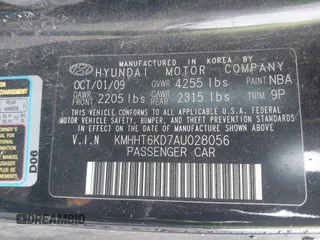 MANUFACTURED IN KOREA BY
HYUNDAI MOTOR COMPANY
OCT/01/09 GVWR 4255 lbs PAINT NBA
GAWR FRONT 2205 lbs GAWR REAR 2315 lbs TRIM 9P
THIS VEHICLE CONFORMS TO ALL APPLICABLE
FEDERAL MOTOR VEHICLE SAFETY, BUMPER, AND
THEFT PREVENTION STANDARDS IN EFFECT ON
THE DATE OF MANUFACTURE SHOWN ABOVE.
V.I.N KMHHT6KD7AU028056
PASSENGER CAR
D06